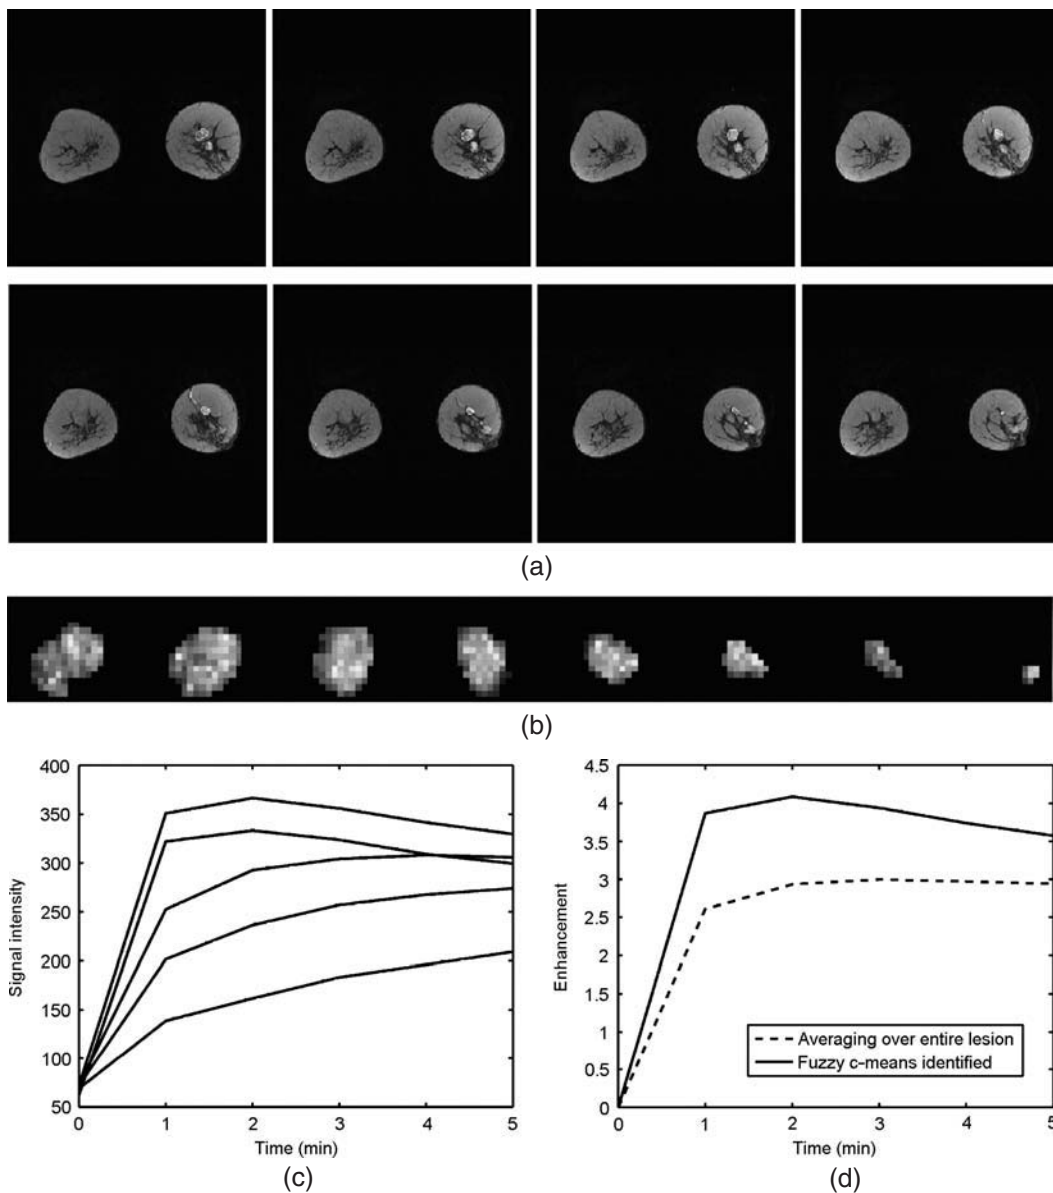 (a)
(b)
400
350
300
250
200
150
100
50
Signal intensity
0 1 2 3 4 5
Time (min)
(c)
4.5
4
3.5
3
2.5
2
1.5
1
0.5
0
Enhancement
Averaging over entire lesion
Fuzzy c-means identified
0 1 2 3 4 5
Time (min)
(d)